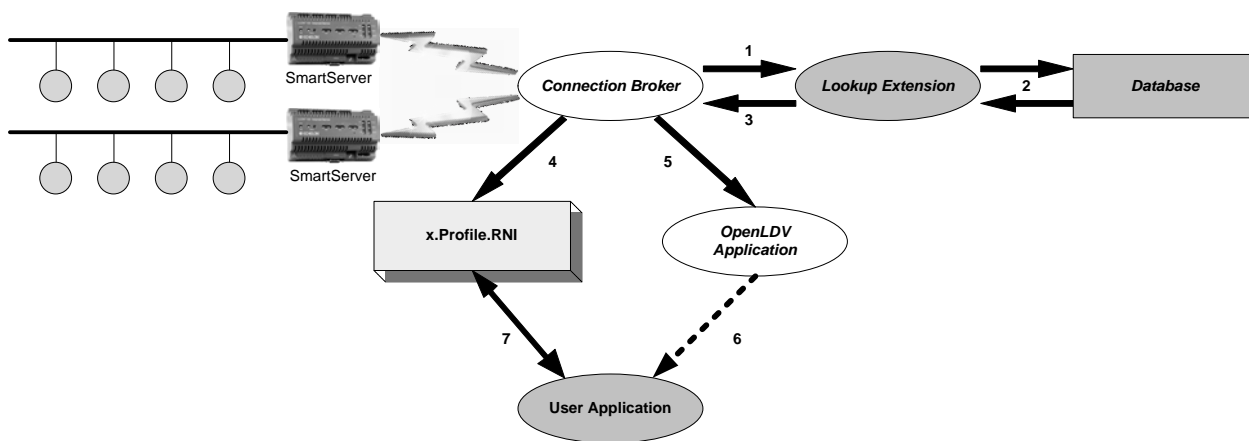 SmartServer
SmartServer
Connection Broker
1
3
Lookup Extension
2
Database
4
5
x.Profile.RNI
OpenLDV
Application
7
6
User Application